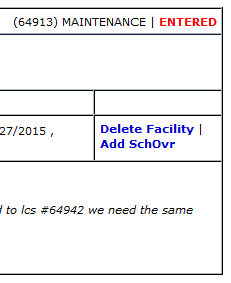 (64913) MAINTENANCE | ENTERED
27/2015 ,
Delete Facility |
Add SchOvr
to lcs #64942 we need the same